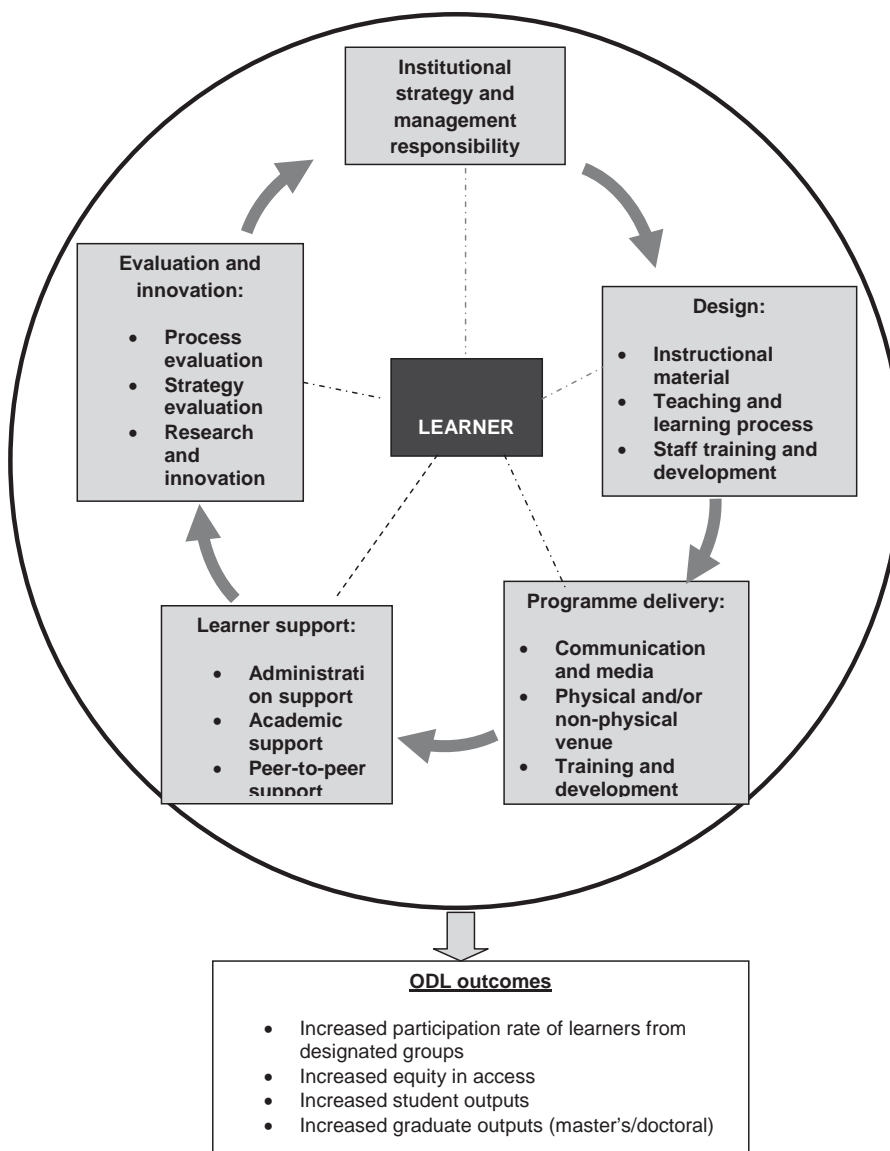 Institutional
strategy and
management
responsibility
Evaluation and
innovation:
• Process
evaluation
• Strategy
evaluation
• Research
and
innovation
Design:
• Instructional
material
• Teaching and
learning process
• Staff training and
development
LEARNER
Learner support:
• Administrati
on support
• Academic
support
• Peer-to-peer
support
Programme delivery:
• Communication
and media
• Physical and/or
non-physical
venue
• Training and
development
ODL outcomes
• Increased participation rate of learners from
designated groups
• Increased equity in access
• Increased student outputs
• Increased graduate outputs (master's/doctoral)